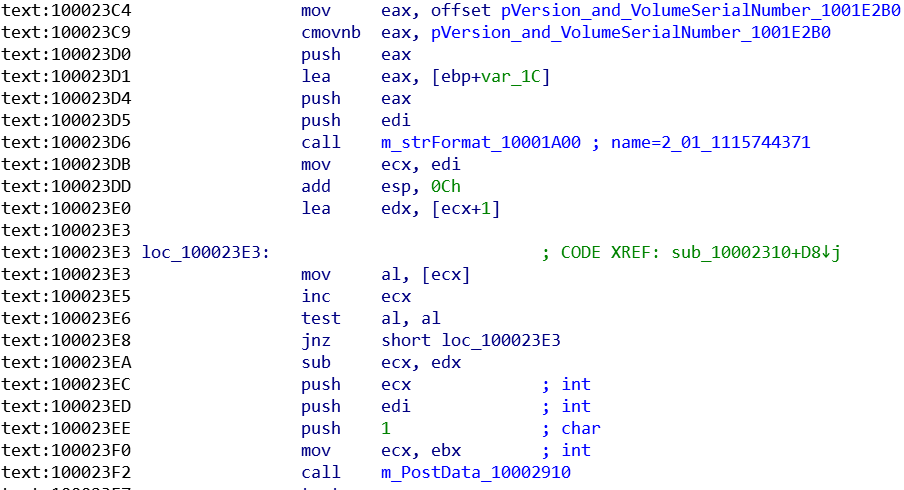 text:100023C4 mov eax, offset pVersion_and_VolumeSerialNumber_1001E2B0
text:100023C9 cmovnb eax, pVersion_and_VolumeSerialNumber_1001E2B0
text:100023D0 push eax
text:100023D1 lea eax, [ebp+var_1C]
text:100023D4 push eax
text:100023D5 push edi
text:100023D6 call m_strFormat_10001A00 ; name=2_01_1115744371
text:100023DB mov ecx, edi
text:100023DD add esp, 0Ch
text:100023E0 lea edx, [ecx+1]
text:100023E3
text:100023E3 loc_100023E3: ; CODE XREF: sub_10002310+D8↓j
text:100023E3 mov al, [ecx]
text:100023E5 inc ecx
text:100023E6 test al, al
text:100023E8 jnz short loc_100023E3
text:100023EA sub ecx, edx
text:100023EC push ecx ; int
text:100023ED push edi ; int
text:100023EE push 1 ; char
text:100023F0 mov ecx, ebx ; int
text:100023F2 call m_PostData_10002910